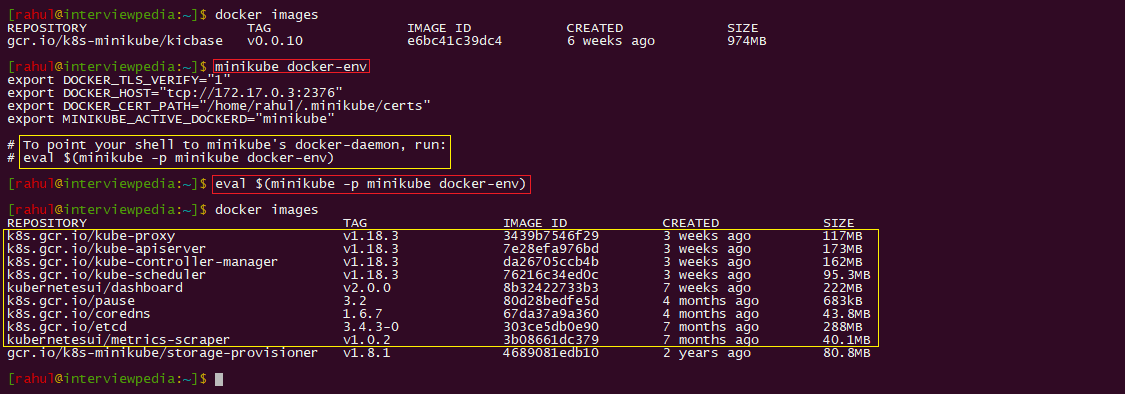 [rahul@interviewpedia:~]$ docker images
REPOSITORY TAG IMAGE ID CREATED SIZE
gcr.io/k8s-minikube/kicbase v0.0.10 e6bc41c39dc4 6 weeks ago 974MB
[rahul@interviewpedia:~]$ minikube docker-env
export DOCKER_TLS_VERIFY="1"
export DOCKER_HOST="tcp://172.17.0.3:2376"
export DOCKER_CERT_PATH="/home/rahul/.minikube/certs"
export MINIKUBE_ACTIVE_DOCKERD="minikube"
# To point your shell to minikube's docker-daemon, run:
# eval $(minikube -p minikube docker-env)
[rahul@interviewpedia:~]$ eval $(minikube -p minikube docker-env)
[rahul@interviewpedia:~]$ docker images
REPOSITORY TAG IMAGE ID CREATED SIZE
k8s.gcr.io/kube-proxy v1.18.3 3439b7546f29 3 weeks ago 117MB
k8s.gcr.io/kube-apiserver v1.18.3 7e28efa976bd 3 weeks ago 173MB
k8s.gcr.io/kube-controller-manager v1.18.3 da26705ccb4b 3 weeks ago 162MB
k8s.gcr.io/kube-scheduler v1.18.3 76216c34ed0c 3 weeks ago 95.3MB
kubernetesui/dashboard v2.0.0 8b32422733b3 7 weeks ago 222MB
k8s.gcr.io/pause 3.2 80d28bedfe5d 4 months ago 683kB
k8s.gcr.io/coredns 1.6.7 67da37a9a360 4 months ago 43.8MB
k8s.gcr.io/etcd 3.4.3-0 303ce5db0e90 7 months ago 288MB
kubernetesui/metrics-scraper v1.0.2 3b08661dc379 7 months ago 40.1MB
gcr.io/k8s-minikube/storage-provisioner v1.8.1 4689081edb10 2 years ago 80.8MB
[rahul@interviewpedia:~]$